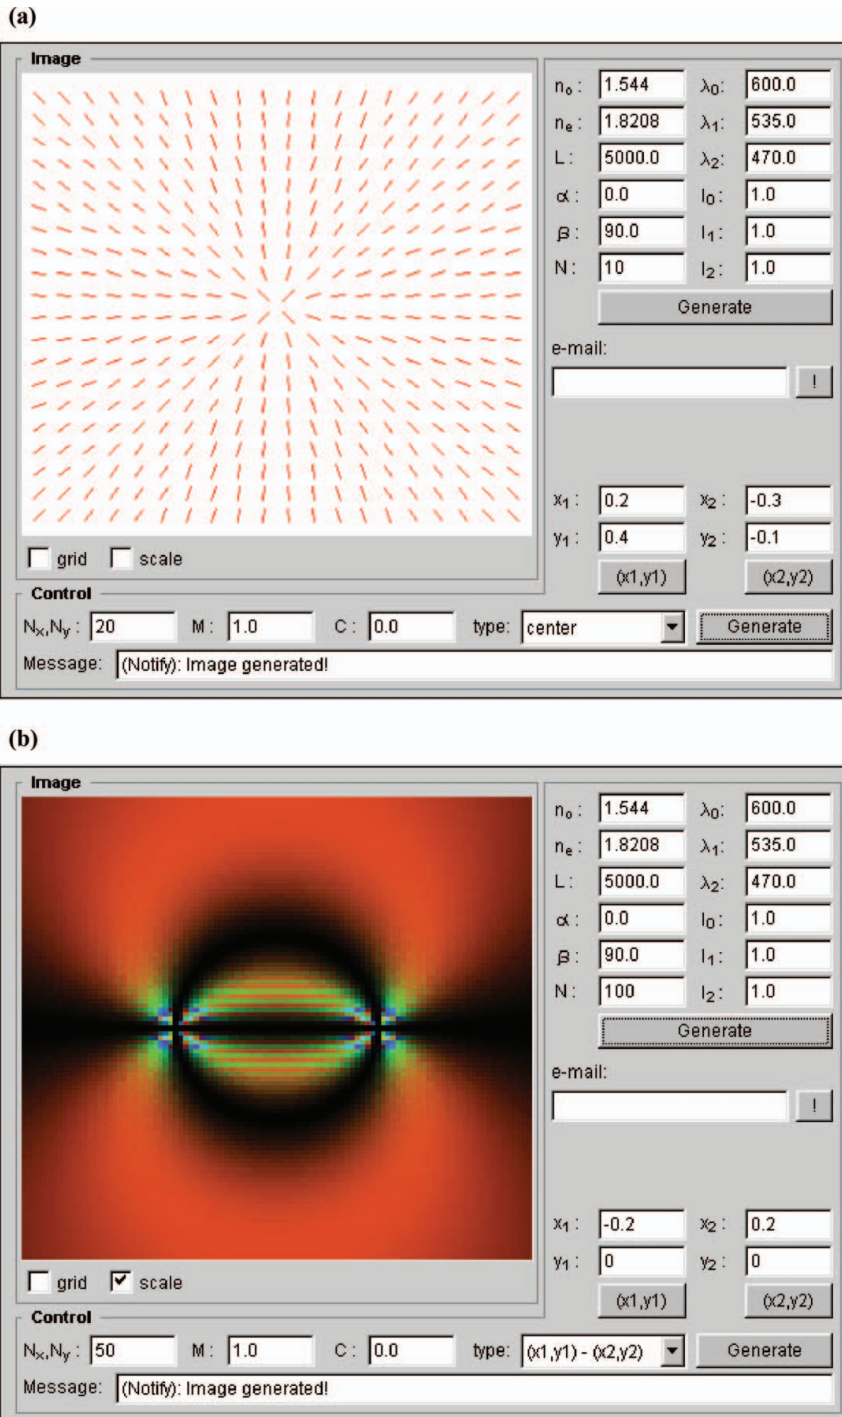 (a)
Image
nₒ : 1.544 λ₀: 600.0
nₑ : 1.8208 λ₁: 535.0
L : 5000.0 λ₂: 470.0
α : 0.0 I₀ : 1.0
β : 90.0 I₁ : 1.0
N : 10 I₂ : 1.0
Generate
e-mail:
!
x₁ : 0.2 x₂ : -0.3
y₁ : 0.4 y₂ : -0.1
(x1,y1) (x2,y2)
grid scale
Control
Nₓ,Nᵧ : 20 M : 1.0 C : 0.0 type: center Generate
Message: (Notify): Image generated!
(b)
Image
nₒ : 1.544 λ₀: 600.0
nₑ : 1.8208 λ₁: 535.0
L : 5000.0 λ₂: 470.0
α : 0.0 I₀ : 1.0
β : 90.0 I₁ : 1.0
N : 100 I₂ : 1.0
Generate
e-mail:
!
x₁ : -0.2 x₂ : 0.2
y₁ : 0 y₂ : 0
(x1,y1) (x2,y2)
grid scale
Control
Nₓ,Nᵧ : 50 M : 1.0 C : 0.0 type: (x1,y1) - (x2,y2) Generate
Message: (Notify): Image generated!